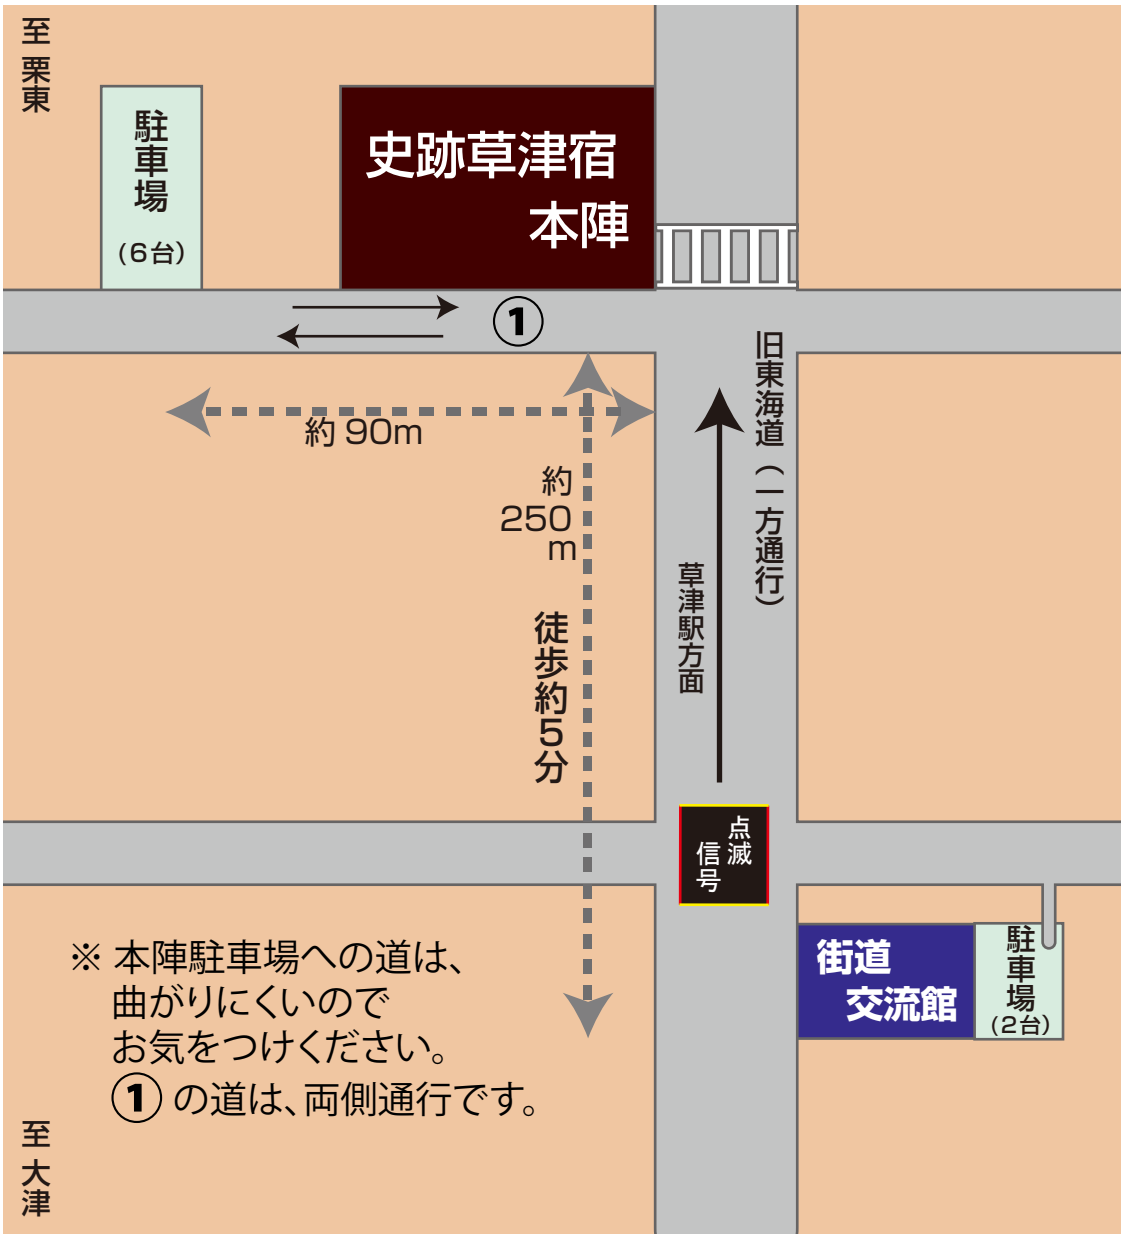 至 栗東
駐車場
(6台)
史跡草津宿
本陣
①
旧東海道(一方通行)
約 90m
約
250
m
草津駅方面
徒歩約5分
点滅
信号
※ 本陣駐車場への道は、
曲がりにくいので
お気をつけください。
① の道は、両側通行です。
街道
交流館
駐車場
(2台)
至 大津